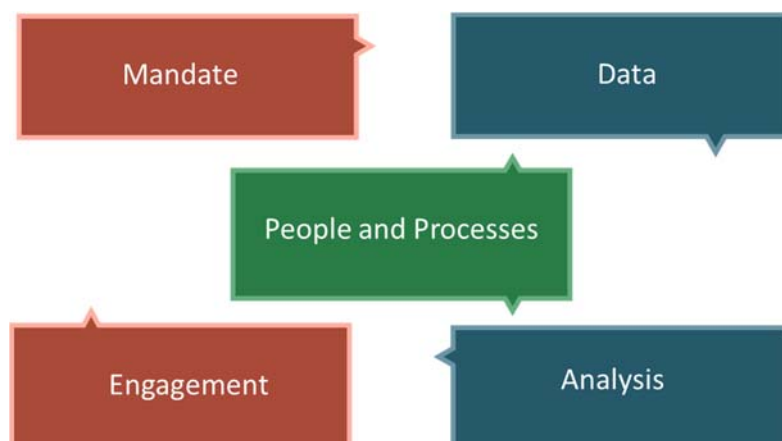 Mandate
Data
People and Processes
Engagement
Analysis